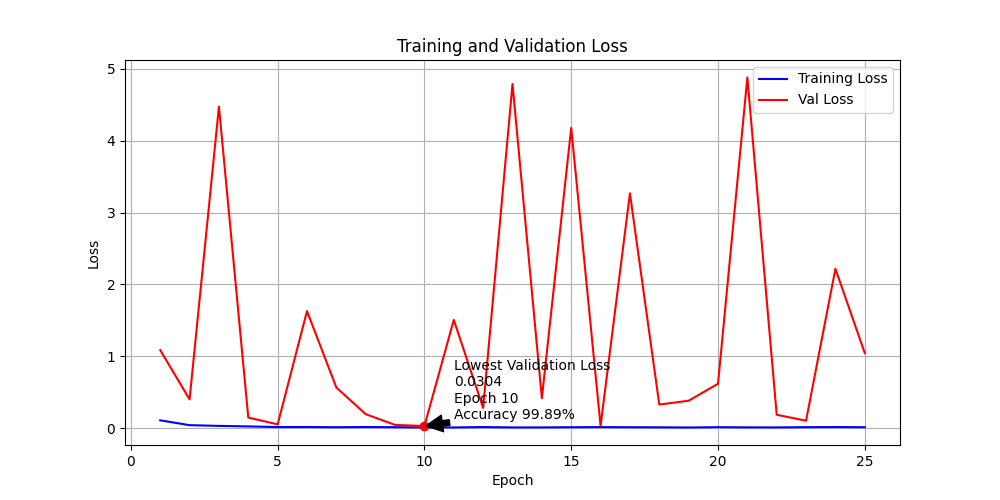 Training and Validation Loss
Training Loss
Val Loss
Loss
5
4
3
2
1
0
Lowest Validation Loss
0.0304
Epoch 10
Accuracy 99.89%
0
5
10
15
20
25
Epoch